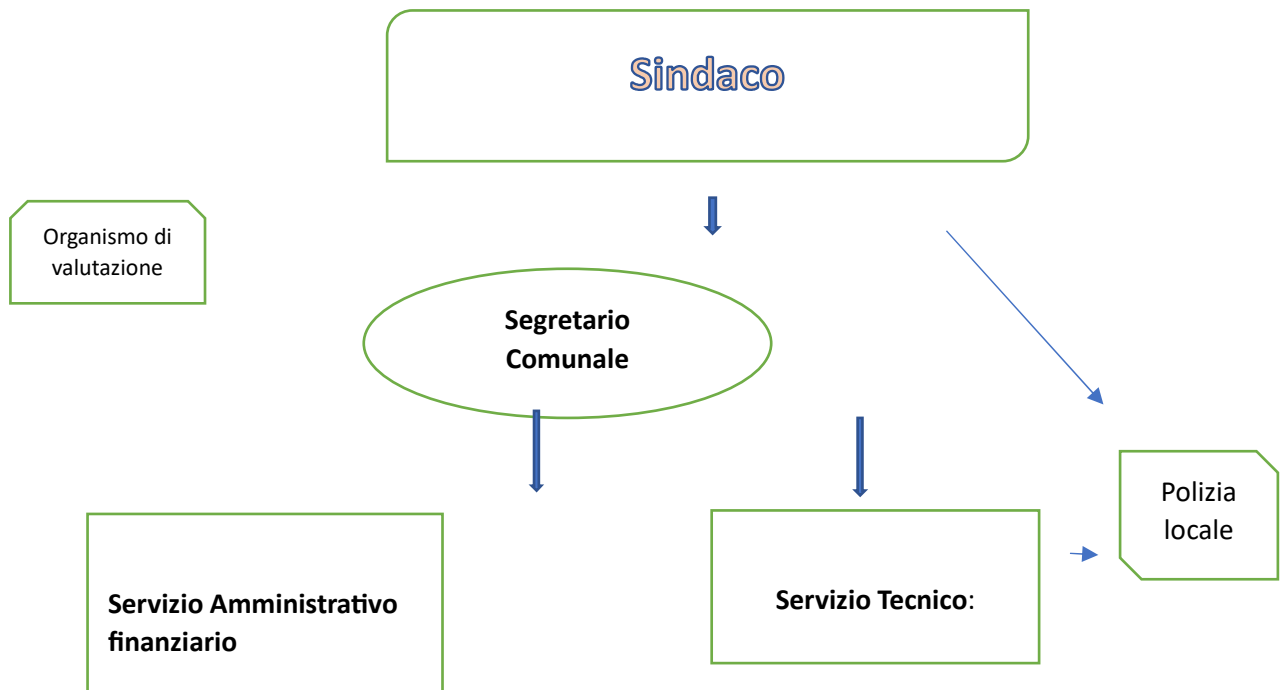 Sindaco
Organismo di
valutazione
Segretario
Comunale
Polizia
locale
Servizio Amministrativo
finanziario
Servizio Tecnico: